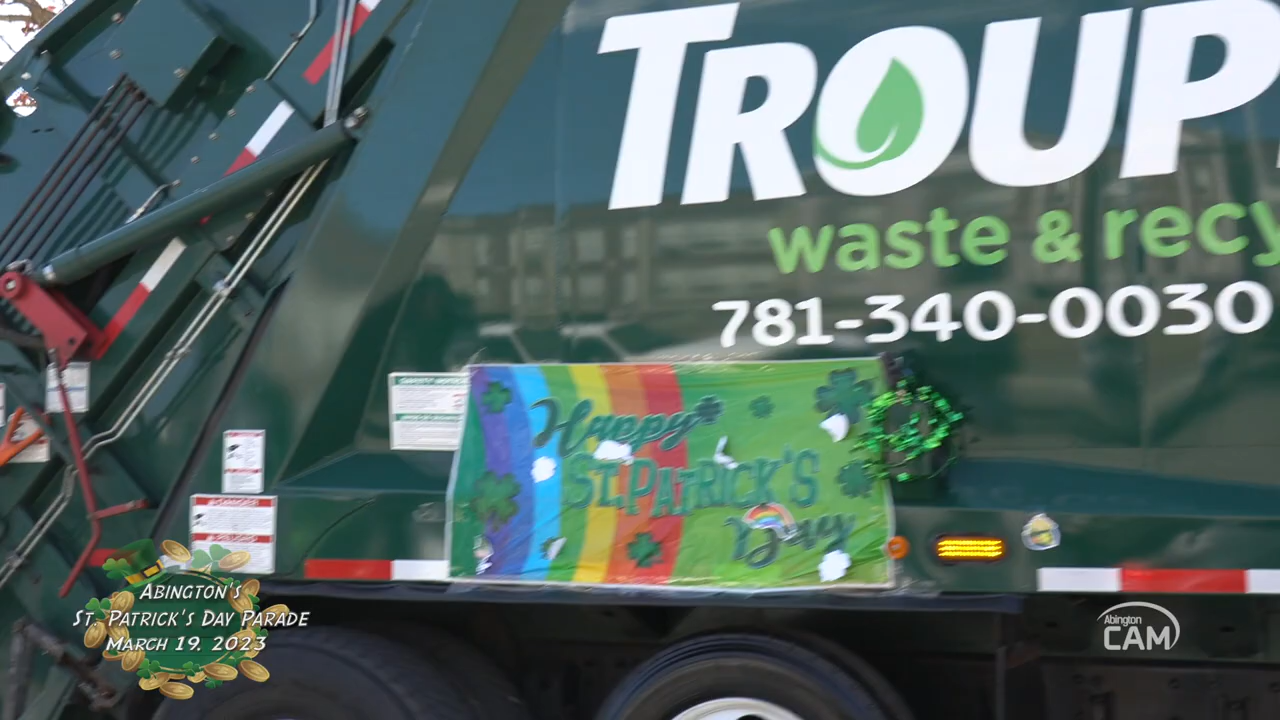 TROUP
waste & recy
781-340-0030
Happy
ST. PATRICK'S
Day
DANGER
ABINGTON'S
ST. PATRICK'S DAY PARADE
MARCH 19, 2023
Abington
CAM